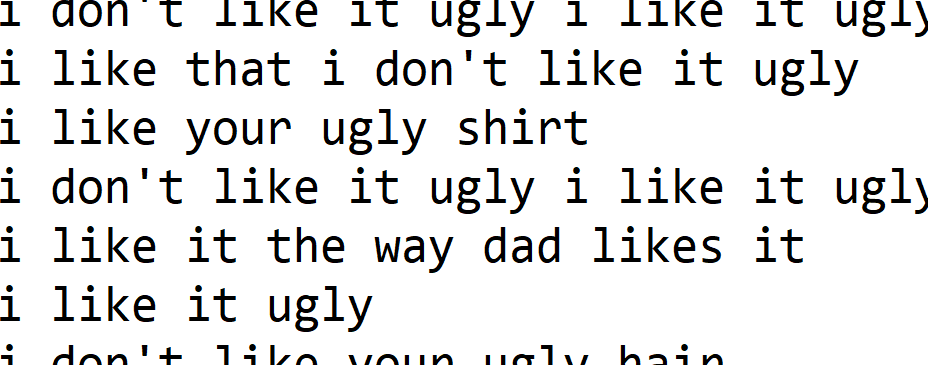 i don't like it ugly i like it ugly
i like that i don't like it ugly
i like your ugly shirt
i don't like it ugly i like it ugly
i like it the way dad likes it
i like it ugly
i don't like your ugly hair